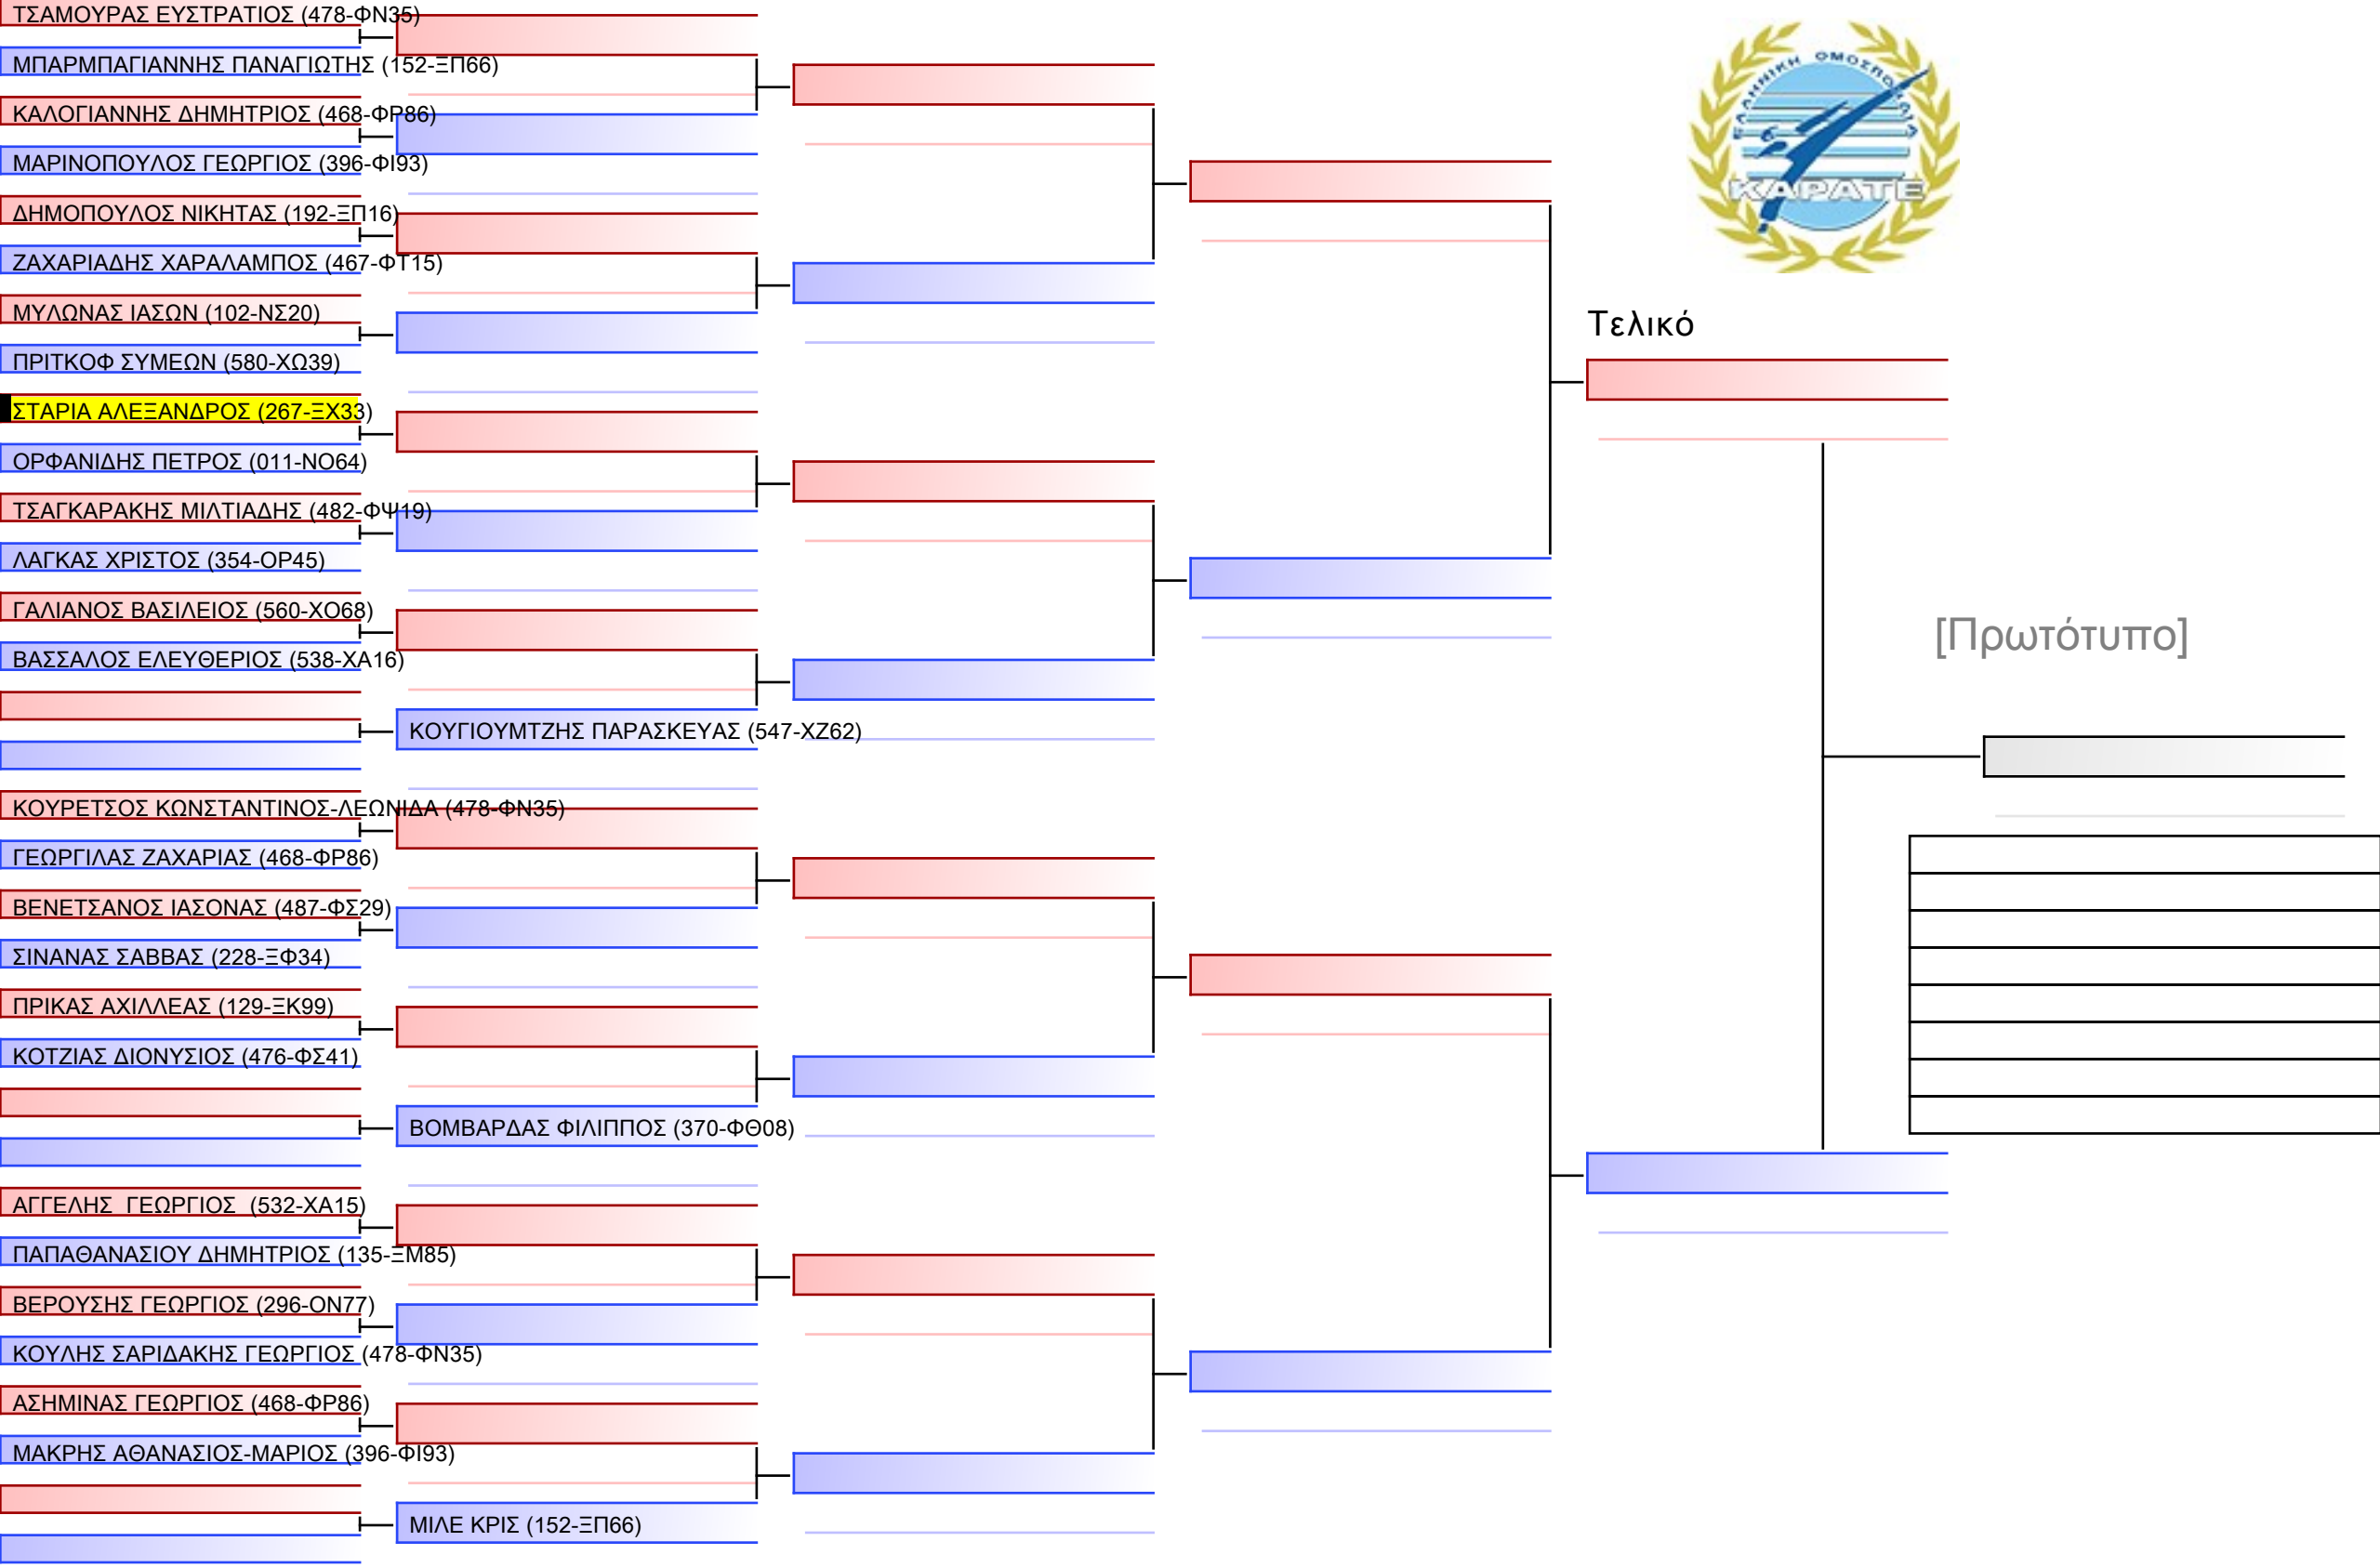 ΤΣΑΜΟΥΡΑΣ ΕΥΣΤΡΑΤΙΟΣ (478-ΦΝ35)
ΜΠΑΡΜΠΑΓΙΑΝΝΗΣ ΠΑΝΑΓΙΩΤΗΣ (152-ΞΠ66)
ΚΑΛΟΓΙΑΝΝΗΣ ΔΗΜΗΤΡΙΟΣ (468-ΦΡ86)
ΜΑΡΙΝΟΠΟΥΛΟΣ ΓΕΩΡΓΙΟΣ (396-ΦΙ93)
ΔΗΜΟΠΟΥΛΟΣ ΝΙΚΗΤΑΣ (192-ΞΠ16)
ΖΑΧΑΡΙΑΔΗΣ ΧΑΡΑΛΑΜΠΟΣ (467-ΦΤ15)
ΜΥΛΩΝΑΣ ΙΑΣΩΝ (102-ΝΣ20)
ΠΡΙΤΚΟΦ ΣΥΜΕΩΝ (580-ΧΩ39)
ΣΤΑΡΙΑ ΑΛΕΞΑΝΔΡΟΣ (267-ΞΧ33)
ΟΡΦΑΝΙΔΗΣ ΠΕΤΡΟΣ (011-ΝΟ64)
ΤΣΑΓΚΑΡΑΚΗΣ ΜΙΛΤΙΑΔΗΣ (482-ΦΨ19)
ΛΑΓΚΑΣ ΧΡΙΣΤΟΣ (354-ΟΡ45)
ΓΑΛΙΑΝΟΣ ΒΑΣΙΛΕΙΟΣ (560-ΧΟ68)
ΒΑΣΣΑΛΟΣ ΕΛΕΥΘΕΡΙΟΣ (538-ΧΑ16)
ΚΟΥΓΙΟΥΜΤΖΗΣ ΠΑΡΑΣΚΕΥΑΣ (547-ΧΖ62)
ΚΟΥΡΕΤΣΟΣ ΚΩΝΣΤΑΝΤΙΝΟΣ-ΛΕΩΝΙΔΑ (478-ΦΝ35)
ΓΕΩΡΓΙΛΑΣ ΖΑΧΑΡΙΑΣ (468-ΦΡ86)
ΒΕΝΕΤΣΑΝΟΣ ΙΑΣΟΝΑΣ (487-ΦΣ29)
ΣΙΝΑΝΑΣ ΣΑΒΒΑΣ (228-ΞΦ34)
ΠΡΙΚΑΣ ΑΧΙΛΛΕΑΣ (129-ΞΚ99)
ΚΟΤΖΙΑΣ ΔΙΟΝΥΣΙΟΣ (476-ΦΣ41)
ΒΟΜΒΑΡΔΑΣ ΦΙΛΙΠΠΟΣ (370-ΦΘ08)
ΑΓΓΕΛΗΣ  ΓΕΩΡΓΙΟΣ  (532-ΧΑ15)
ΠΑΠΑΘΑΝΑΣΙΟΥ ΔΗΜΗΤΡΙΟΣ (135-ΞΜ85)
ΒΕΡΟΥΣΗΣ ΓΕΩΡΓΙΟΣ (296-ΟΝ77)
ΚΟΥΛΗΣ ΣΑΡΙΔΑΚΗΣ ΓΕΩΡΓΙΟΣ (478-ΦΝ35)
ΑΣΗΜΙΝΑΣ ΓΕΩΡΓΙΟΣ (468-ΦΡ86)
ΜΑΚΡΗΣ ΑΘΑΝΑΣΙΟΣ-ΜΑΡΙΟΣ (396-ΦΙ93)
ΜΙΛΕ ΚΡΙΣ (152-ΞΠ66)
ΕΛΛΗΝΙΚΗ ΟΜΟΣΠΟΝΔΙΑ
ΚΑΡΑΤΕ
Τελικό
[Πρωτότυπο]